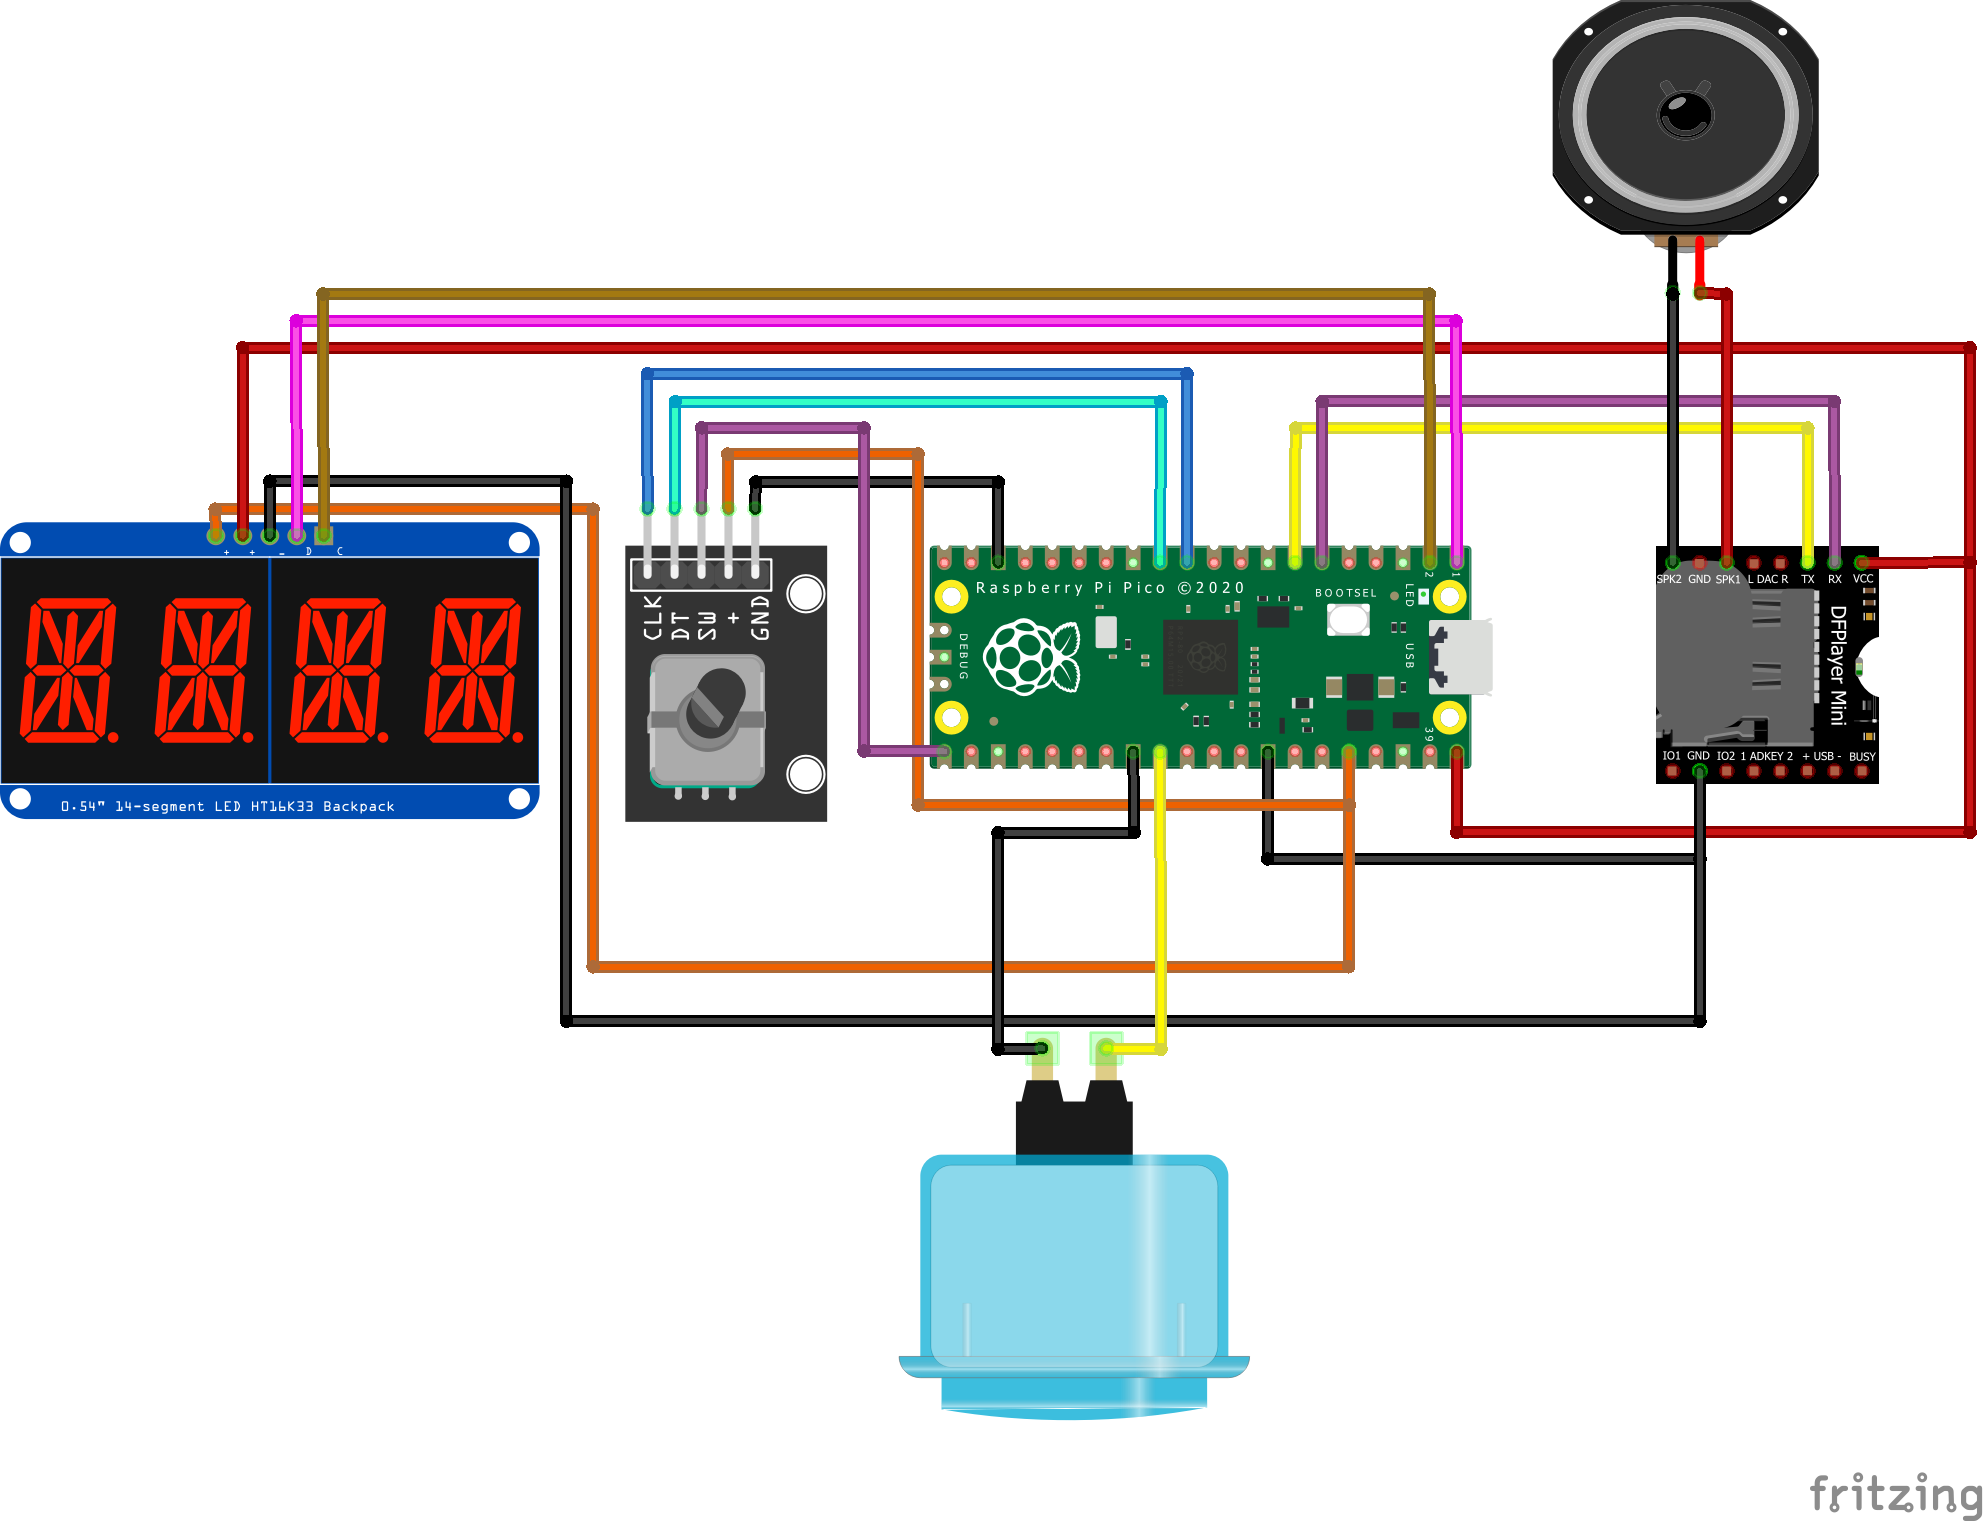 + + - D C
0.54" 14-segment LED HT16K33 Backpack
CLK
DT
SW
+
GND
Raspberry Pi Pico ©2020
BOOTSEL
LED
2
1
DEBUG
USB
39
SPK2 GND SPK1 L DAC R TX RX VCC
DFPlayer Mini
IO1 GND IO2 1 ADKEY 2 + USB - BUSY
fritzing